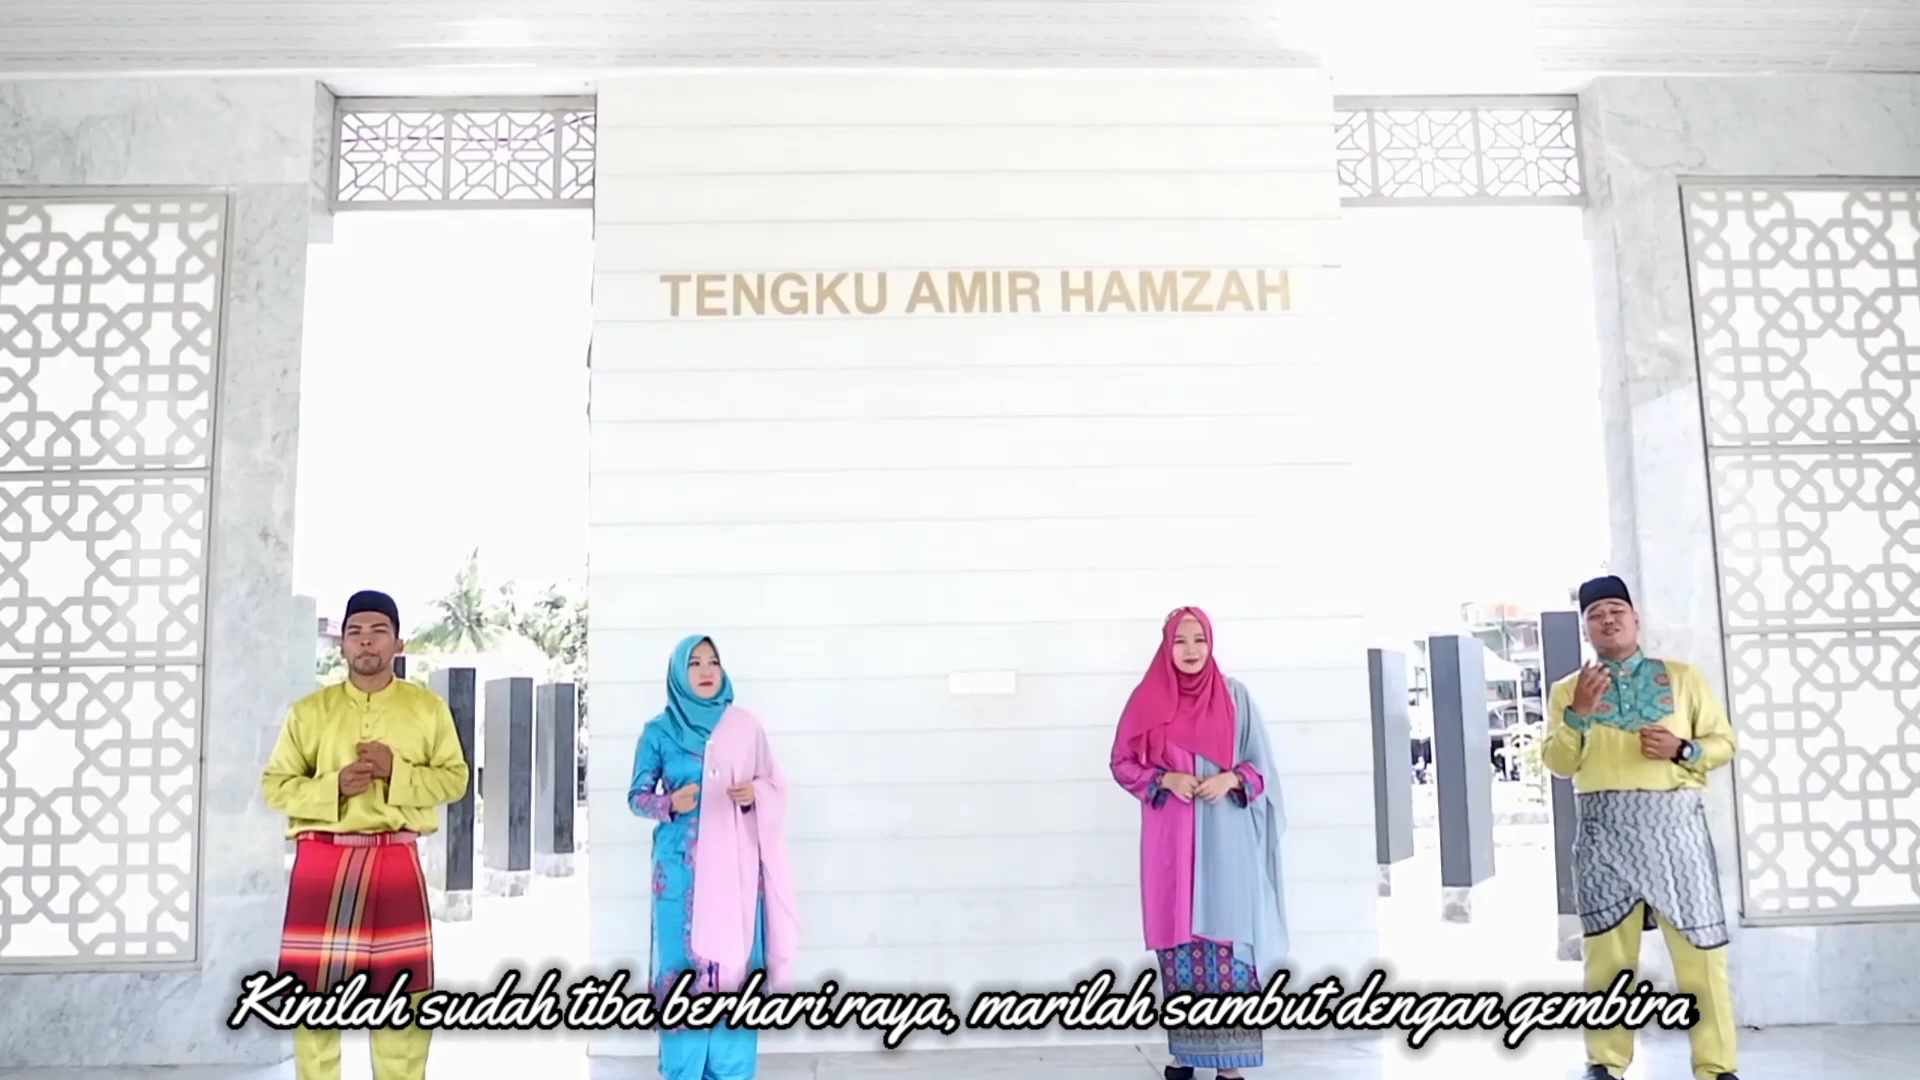 TENGKU AMIR HAMZAH
Kinilah sudah tiba berhari raya, marilah sambut dengan gembira